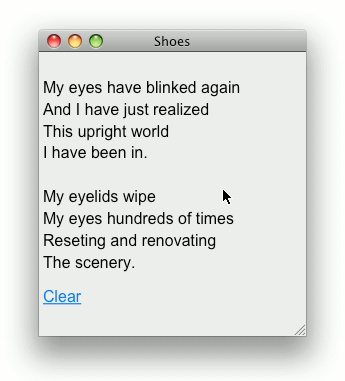 Shoes
My eyes have blinked again
And I have just realized
This upright world
I have been in.
My eyelids wipe
My eyes hundreds of times
Reseting and renovating
The scenery.
Clear